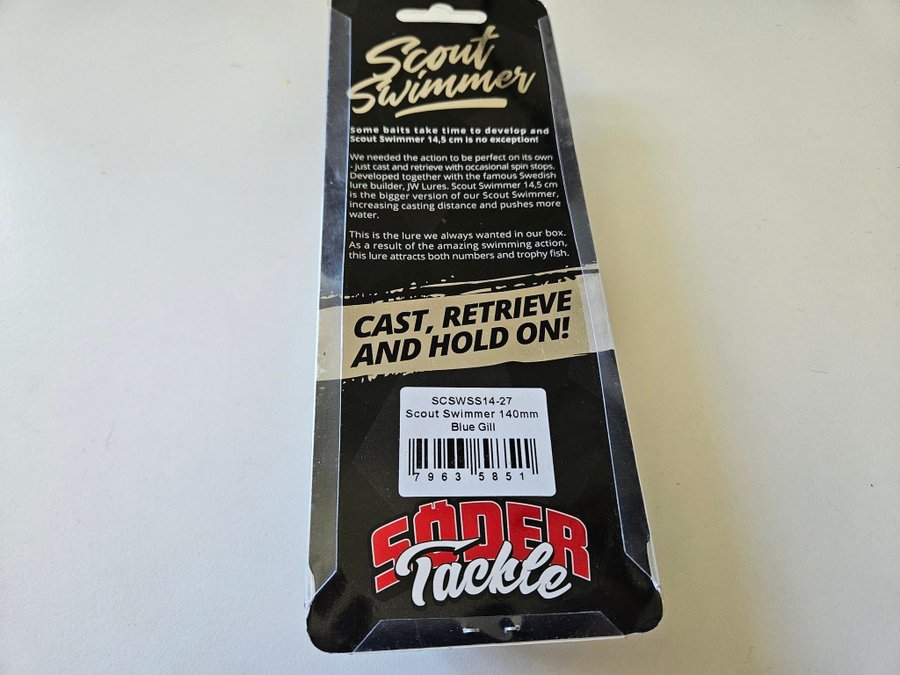 Scout
Swimmer
Some baits take time to develop and
Scout Swimmer 14,5 cm is no exception!
We needed the action to be perfect on its own
- just cast and retrieve with occasional spin stops.
Developed together with the famous Swedish
lure builder, JW Lures. Scout Swimmer 14,5 cm
is the bigger version of our Scout Swimmer,
increasing casting distance and pushes more
water.
This is the lure we always wanted in our box.
As a result of the amazing swimming action,
this lure attracts both numbers and trophy fish.
CAST, RETRIEVE
AND HOLD ON!
SCSWSS14-27
Scout Swimmer 140mm
Blue Gill
7963 5851
SÖDER
Tackle